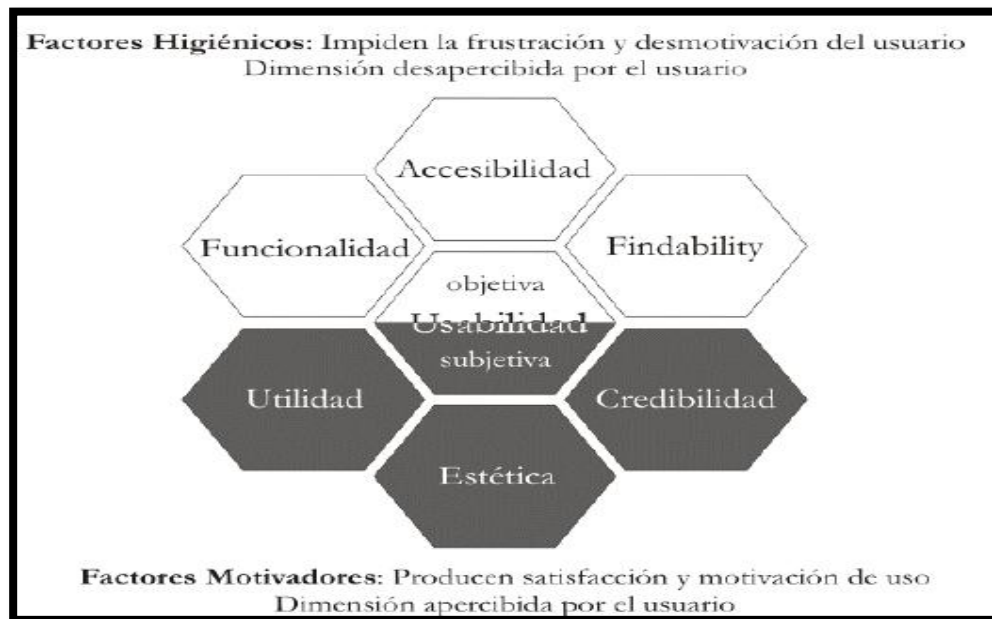 Factores Higiénicos: Impiden la frustración y desmotivación del usuario
Dimensión desapercibida por el usuario
Accesibilidad
Funcionalidad
Findability
objetiva
Usabilidad
subjetiva
Utilidad
Credibilidad
Estética
Factores Motivadores: Producen satisfacción y motivación de uso
Dimensión apercibida por el usuario